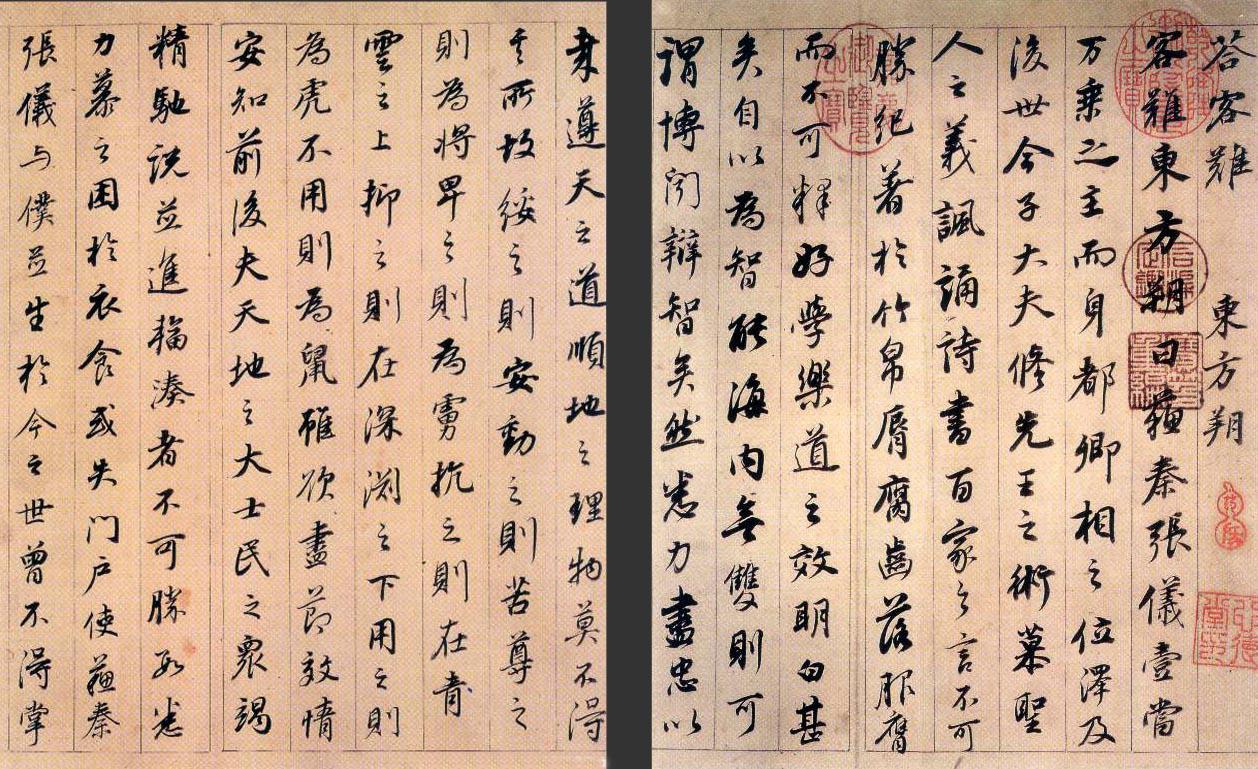 荅客難 東方朔
客難東方朔曰蘇秦張儀壹當
万乘之主而身都卿相之位澤及
後世今子大夫修先王之術慕聖
人之義諷誦詩書百家之言不可
勝紀著於竹帛脣腐齒落服膺
而不可釋好學樂道之效明白甚
矣自以為智能海内無雙則可
謂博聞辯智矣然悉力盡忠以
聿遵天之道順地之理物莫不得
其所故綏之則安動之則苦尊之
則為將卑之則為虜抗之則在青
雲之上抑之則在深淵之下用之則
為虎不用則為鼠雖欲盡節效情
安知前後夫天地之大士民之衆竭
精馳說並進輻湊者不可勝數悉
力慕之困於衣食或失門戶使蘇秦
張儀与僕並生於今之世曾不得掌